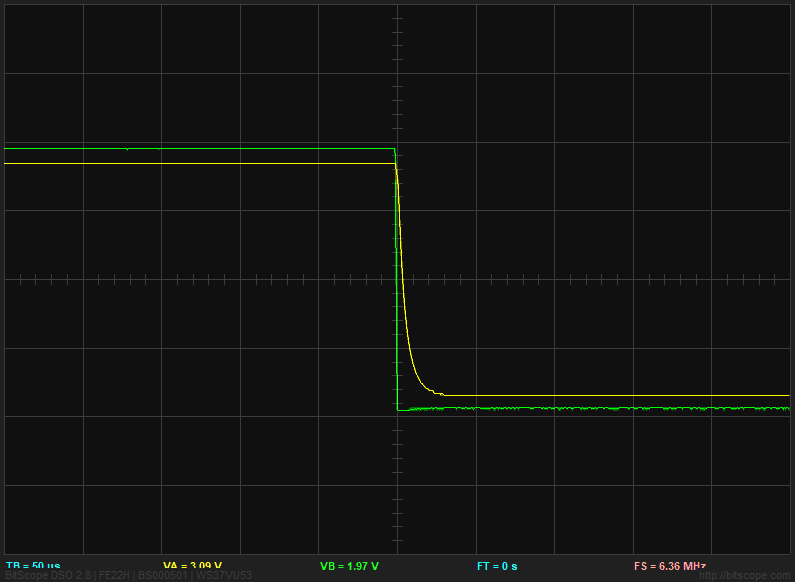 TB = 50 us VA = 3.09 V VB = 1.97 V FT = 0 s FS = 6.36 MHz
BitScope DSO 2.8 | FE22H | BS000501 | WS37VU53 http://bitscope.com